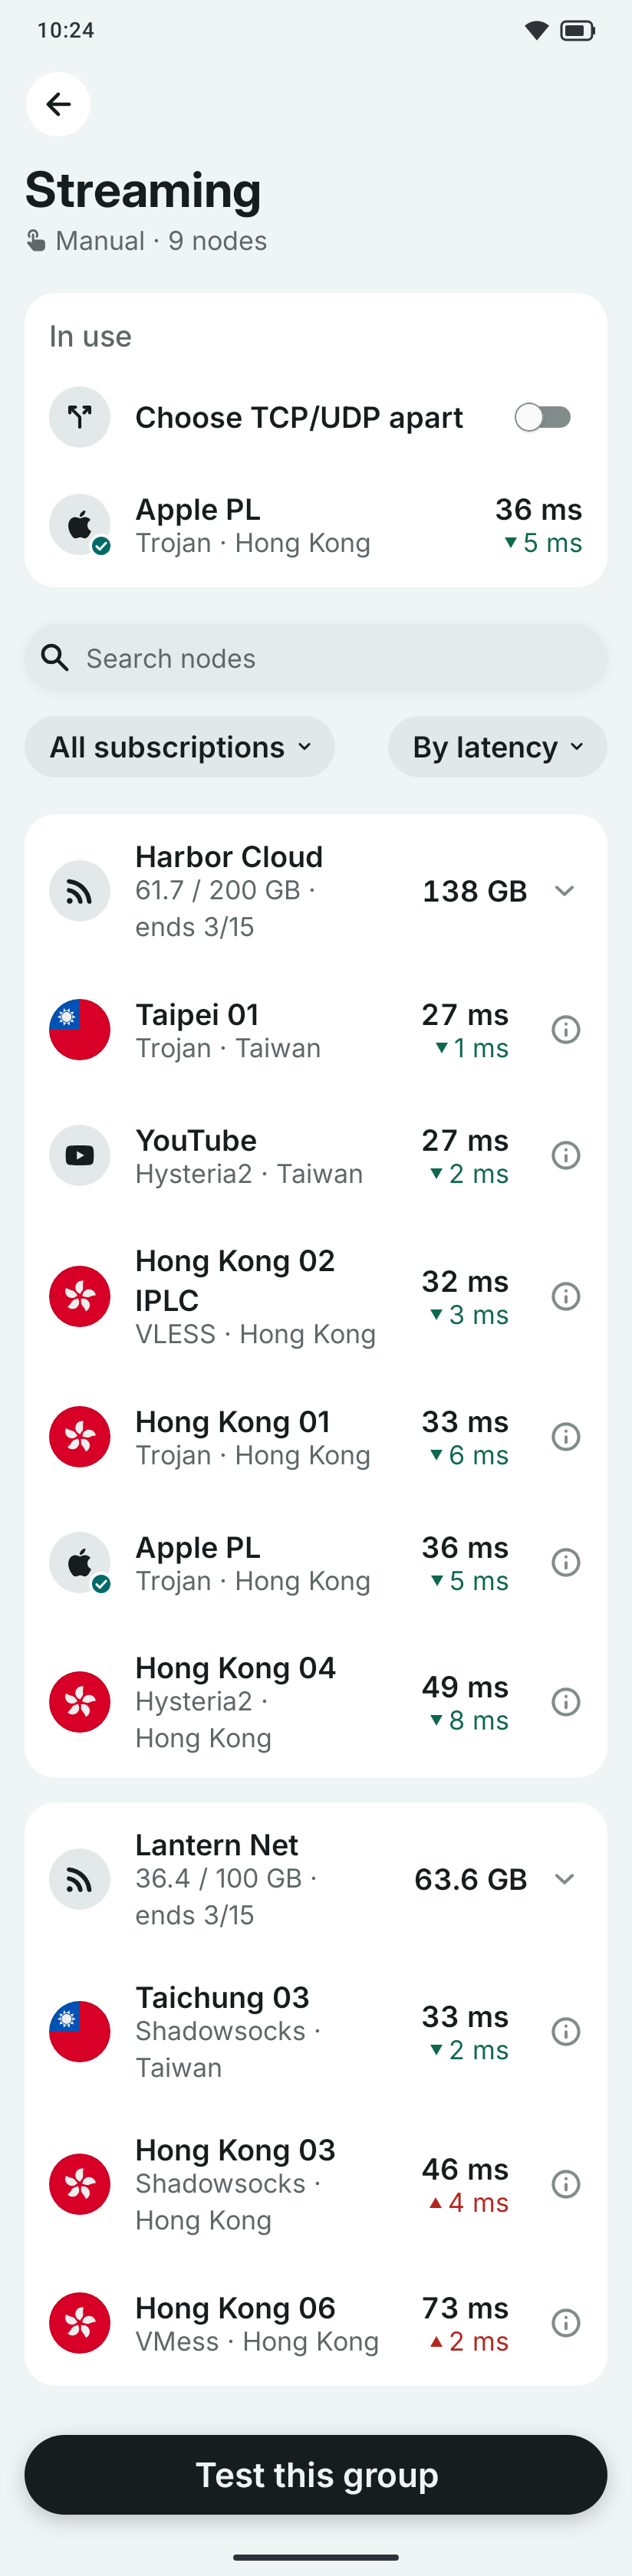 10:24
Streaming
Manual · 9 nodes
In use
Choose TCP/UDP apart
Apple PL
36 ms
Trojan · Hong Kong
▼ 5 ms
Search nodes
All subscriptions
By latency
Harbor Cloud
61.7 / 200 GB ·
ends 3/15
138 GB
Taipei 01
27 ms
Trojan · Taiwan
▼ 1 ms
YouTube
27 ms
Hysteria2 · Taiwan
▼ 2 ms
Hong Kong 02
IPLC
32 ms
VLESS · Hong Kong
▼ 3 ms
Hong Kong 01
33 ms
Trojan · Hong Kong
▼ 6 ms
Apple PL
36 ms
Trojan · Hong Kong
▼ 5 ms
Hong Kong 04
49 ms
Hysteria2 ·
Hong Kong
▼ 8 ms
Lantern Net
36.4 / 100 GB ·
ends 3/15
63.6 GB
Taichung 03
33 ms
Shadowsocks ·
Taiwan
▼ 2 ms
Hong Kong 03
46 ms
Shadowsocks ·
Hong Kong
▲ 4 ms
Hong Kong 06
73 ms
VMess · Hong Kong
▲ 2 ms
Test this group